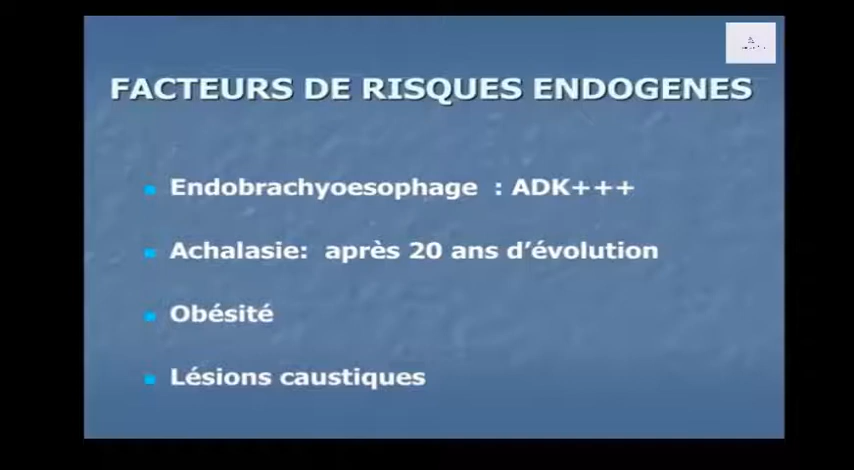 FACTEURS DE RISQUES ENDOGENES
Endobrachyoesophage : ADK+++
Achalasie: après 20 ans d'évolution
Obésité
Lésions caustiques